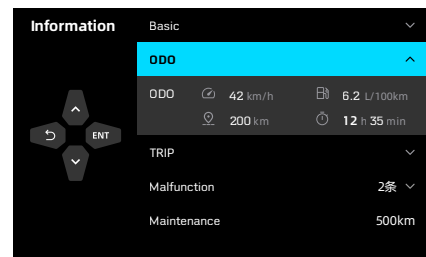 Information
Basic
ODO
ODO 42 km/h 6.2 L/100km
200 km 12 h 35 min
ENT
TRIP
Malfunction 2条
Maintenance 500km